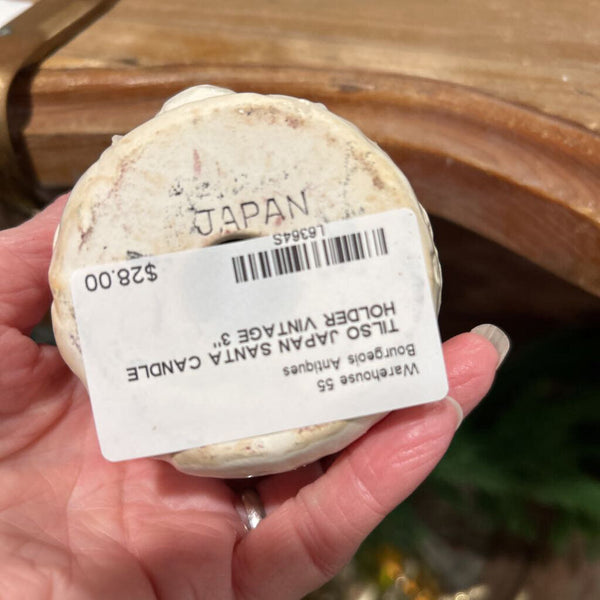 JAPAN
Warehouse 55
Bourgeois Antiques
TILSO JAPAN SANTA CANDLE
HOLDER VINTAGE 3"
L6364S
$28.00